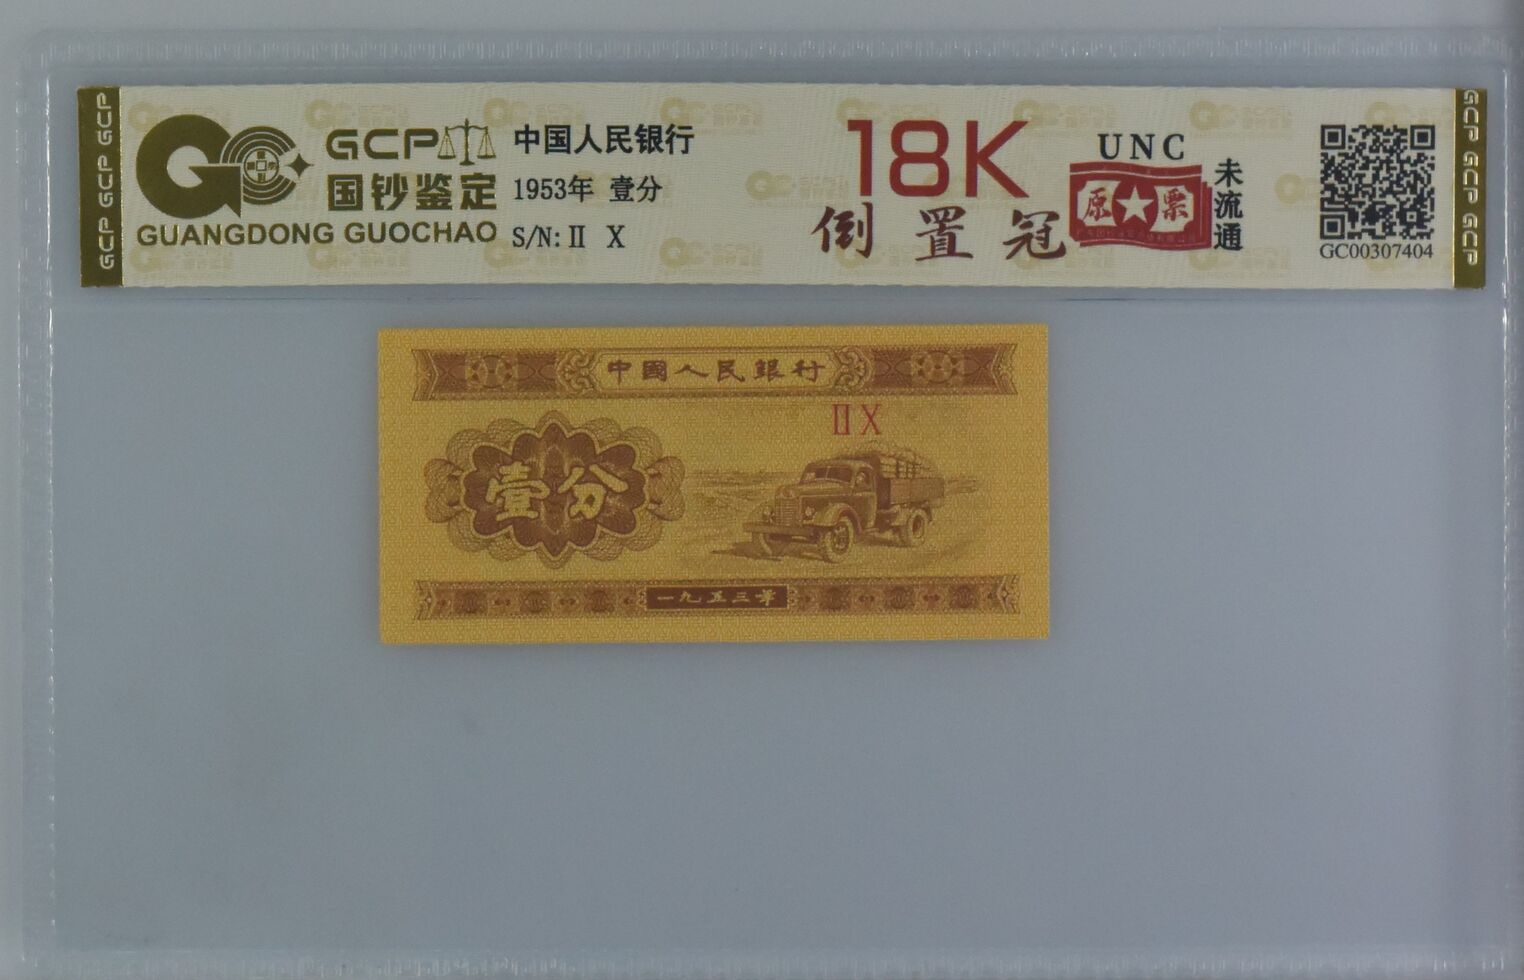 GCP GCP GCP
GCP
国钞鉴定
GUANGDONG GUOCHAO
中国人民银行
1953年 壹分
S/N: Ⅱ X
18K
倒置冠
UNC
原票
未流通
GC00307404
GCP GCP GCP
中國人民銀行
ⅡX
壹分
一九五三年